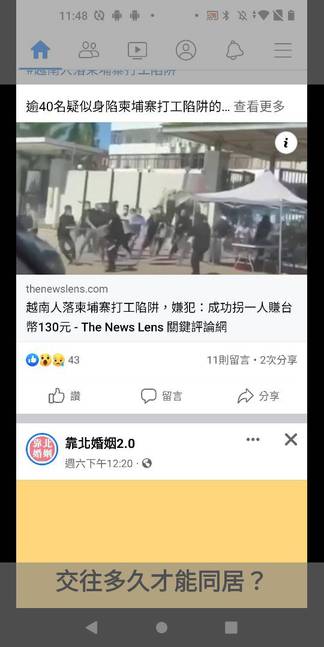 11:48
#越南人落柬埔寨打工陷阱
逾40名疑似身陷柬埔寨打工陷阱的... 查看更多
thenewslens.com
越南人落柬埔寨打工陷阱，嫌犯：成功拐一人賺台
幣130元 - The News Lens 關鍵評論網
43
11則留言・2次分享
讚
留言
分享
靠北
婚姻
靠北婚姻2.0
週六下午12:20
交往多久才能同居？